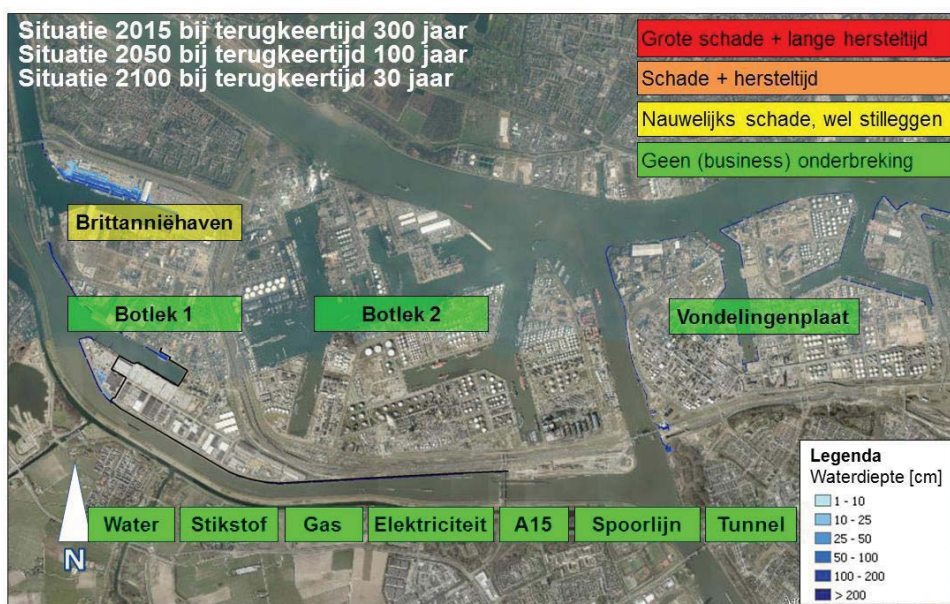 Situatie 2015 bij terugkeertijd 300 jaar
Situatie 2050 bij terugkeertijd 100 jaar
Situatie 2100 bij terugkeertijd 30 jaar
Grote schade + lange hersteltijd
Schade + hersteltijd
Nauwelijks schade, wel stilleggen
Geen (business) onderbreking
Brittanniëhaven
Botlek 1
Botlek 2
Vondelingenplaat
Water
Stikstof
Gas
Elektriciteit
A15
Spoorlijn
Tunnel
N
Legenda
Waterdiepte [cm]
1 - 10
10 - 25
25 - 50
50 - 100
100 - 200
> 200